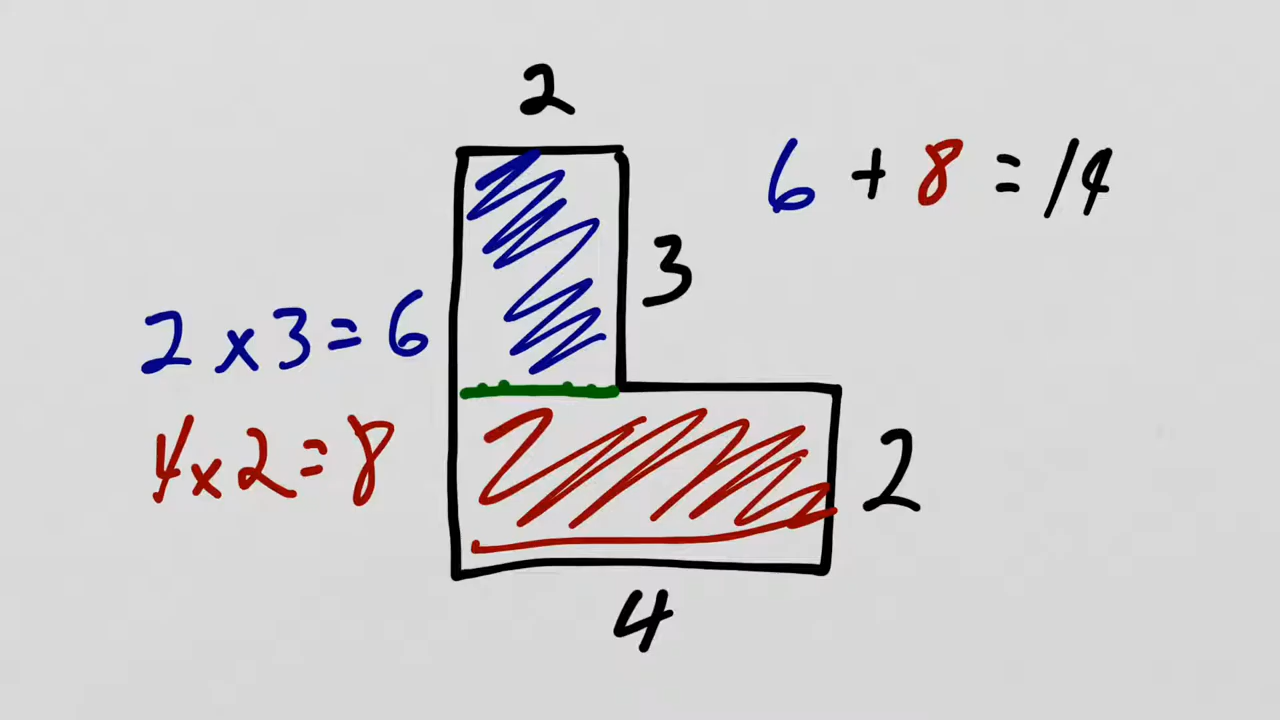 2
6 + 8 = 14
3
2 x 3 = 6
4 x 2 = 8
2
4